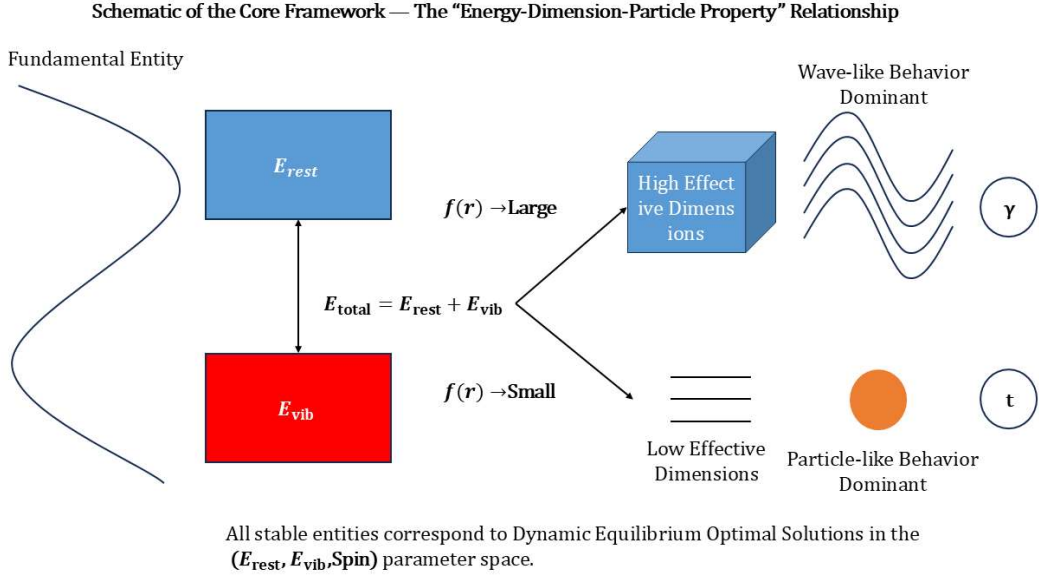 Schematic of the Core Framework — The “Energy-Dimension-Particle Property” Relationship
Fundamental Entity
Wave-like Behavior
Dominant
E_rest
High Effect
ive Dimens
ions
γ
f(r) →Large
E_total = E_rest + E_vib
f(r) →Small
E_vib
t
Low Effective
Dimensions
Particle-like Behavior
Dominant
All stable entities correspond to Dynamic Equilibrium Optimal Solutions in the
(E_rest, E_vib,Spin) parameter space.